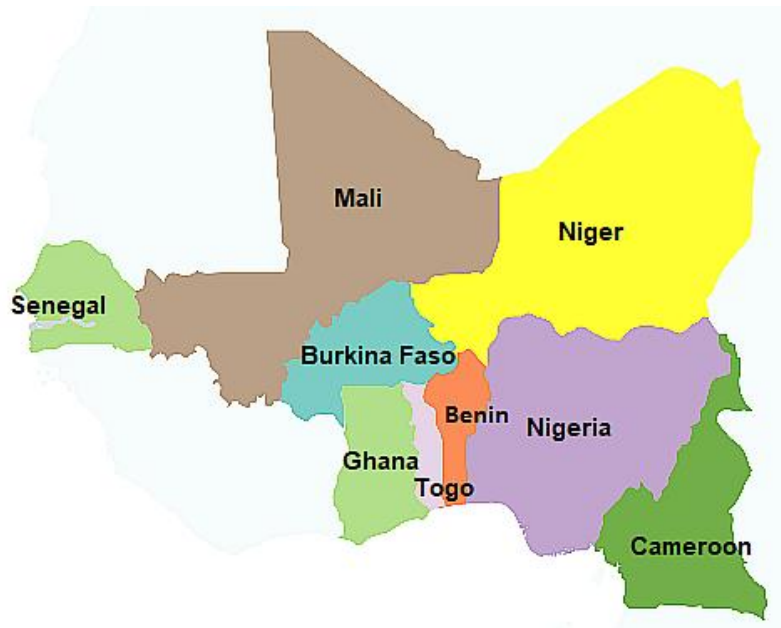 Mali
Niger
Senegal
Burkina Faso
Benin
Nigeria
Ghana
Togo
Cameroon